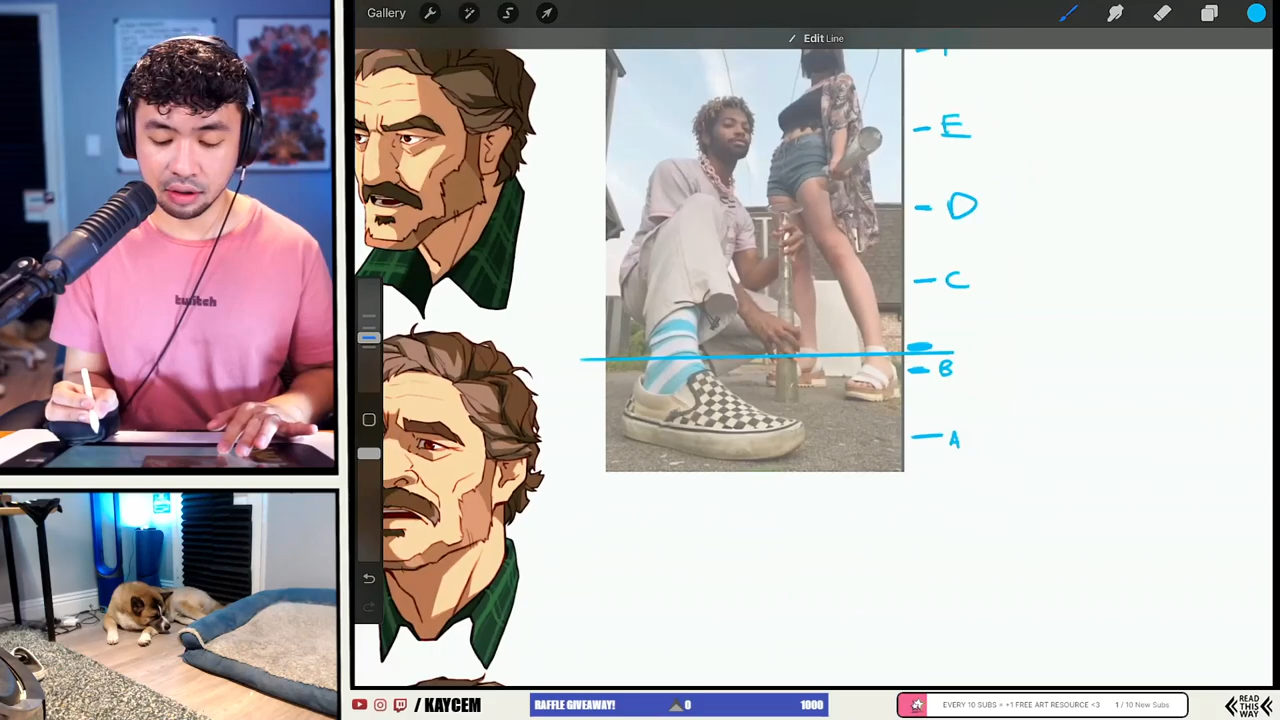 Gallery
Edit Line
E
D
C
B
A
twitch
/ KAYCEM
RAFFLE GIVEAWAY!
0
1000
EVERY 10 SUBS = +1 FREE ART RESOURCE <3
1 / 10 New Subs
READ
THIS
WAY